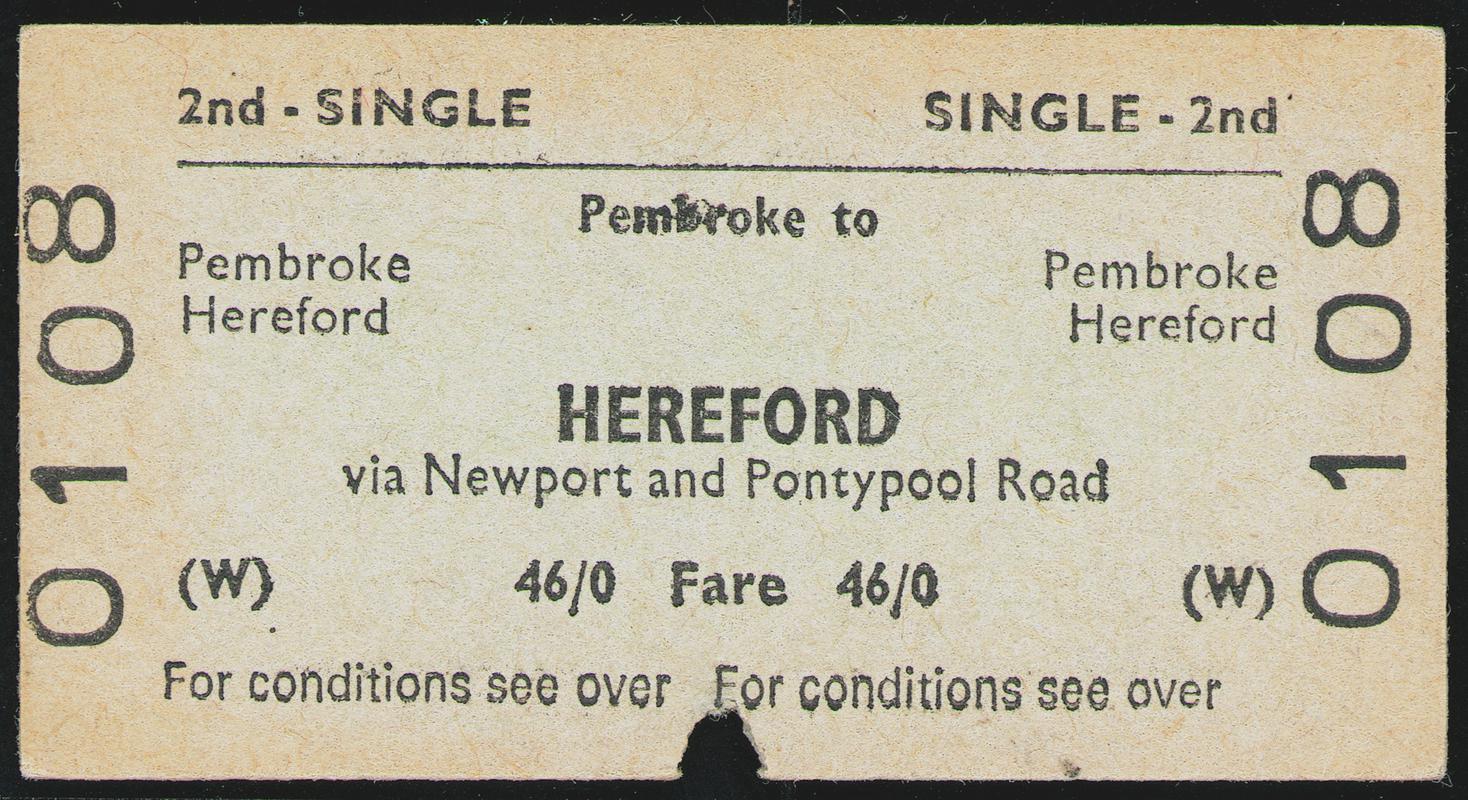 2nd - SINGLE SINGLE - 2nd
Pembroke to
Pembroke Pembroke
Hereford Hereford
HEREFORD
via Newport and Pontypool Road
(W) 46/0 Fare 46/0 (W)
For conditions see over For conditions see over
0108
0108